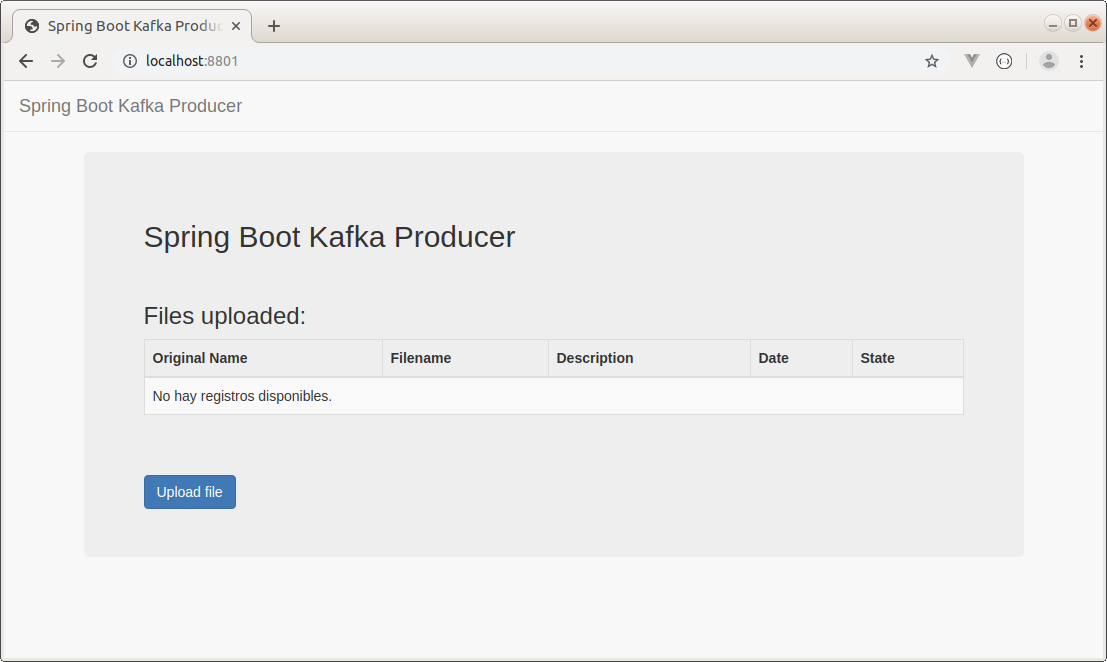 Spring Boot Kafka Produc
localhost:8801
Spring Boot Kafka Producer
Spring Boot Kafka Producer
Files uploaded:
Original Name Filename Description Date State
No hay registros disponibles.
Upload file